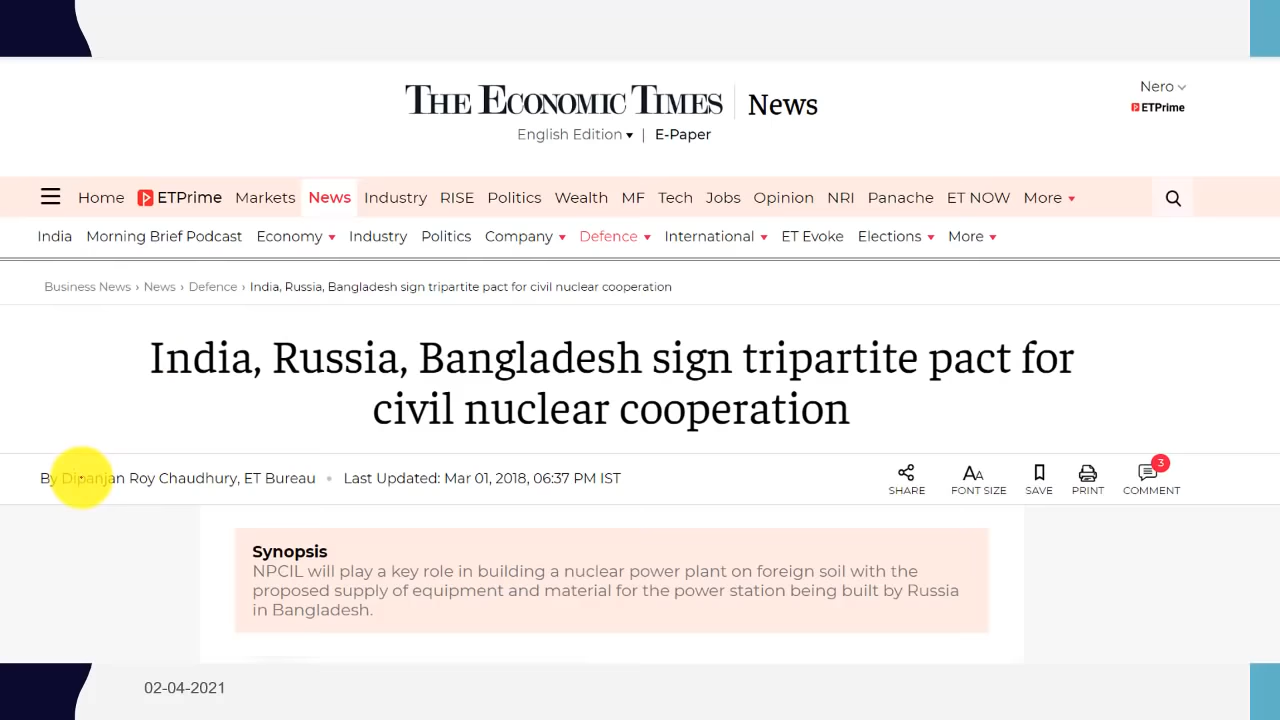 THE ECONOMIC TIMES News
Nero
ETPrime
English Edition | E-Paper
Home ETPrime Markets News Industry RISE Politics Wealth MF Tech Jobs Opinion NRI Panache ET NOW More
India Morning Brief Podcast Economy Industry Politics Company Defence International ET Evoke Elections More
Business News › News › Defence › India, Russia, Bangladesh sign tripartite pact for civil nuclear cooperation
India, Russia, Bangladesh sign tripartite pact for
civil nuclear cooperation
By Dipanjan Roy Chaudhury, ET Bureau • Last Updated: Mar 01, 2018, 06:37 PM IST
3
SHARE FONT SIZE SAVE PRINT COMMENT
Synopsis
NPCIL will play a key role in building a nuclear power plant on foreign soil with the
proposed supply of equipment and material for the power station being built by Russia
in Bangladesh.
02-04-2021